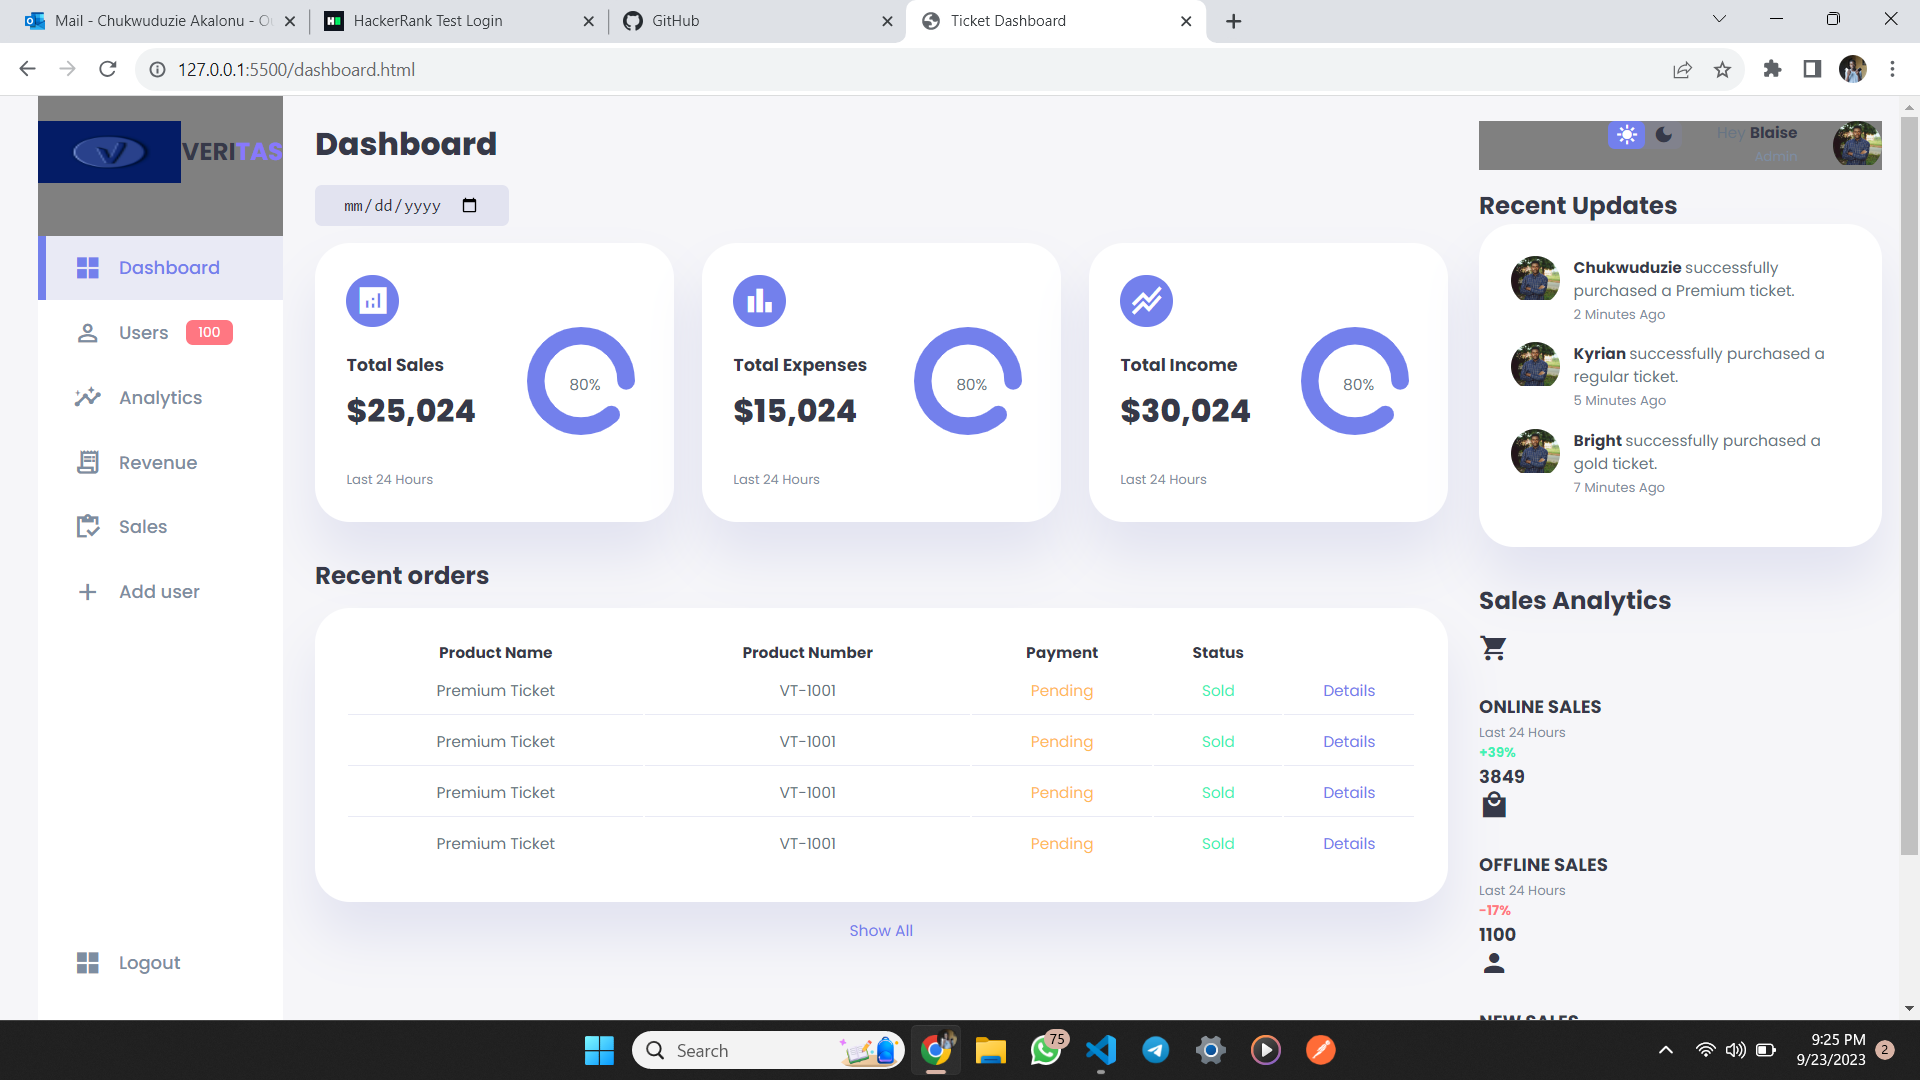 Mail - Chukwuduzie Akalonu - Ou
HackerRank Test Login
GitHub
Ticket Dashboard
127.0.0.1:5500/dashboard.html
VERITAS
Dashboard
Users 100
Analytics
Revenue
Sales
Add user
Logout
Dashboard
mm/dd/yyyy
Total Sales
$25,024
80%
Last 24 Hours
Total Expenses
$15,024
80%
Last 24 Hours
Total Income
$30,024
80%
Last 24 Hours
Recent orders
Product Name Product Number Payment Status
Premium Ticket VT-1001 Pending Sold Details
Premium Ticket VT-1001 Pending Sold Details
Premium Ticket VT-1001 Pending Sold Details
Premium Ticket VT-1001 Pending Sold Details
Show All
Hey Blaise
Admin
Recent Updates
Chukwuduzie successfully
purchased a Premium ticket.
2 Minutes Ago
Kyrian successfully purchased a
regular ticket.
5 Minutes Ago
Bright successfully purchased a
gold ticket.
7 Minutes Ago
Sales Analytics
ONLINE SALES
Last 24 Hours
+39%
3849
OFFLINE SALES
Last 24 Hours
-17%
1100
NEW SALES
Search
75
9:25 PM
9/23/2023
2